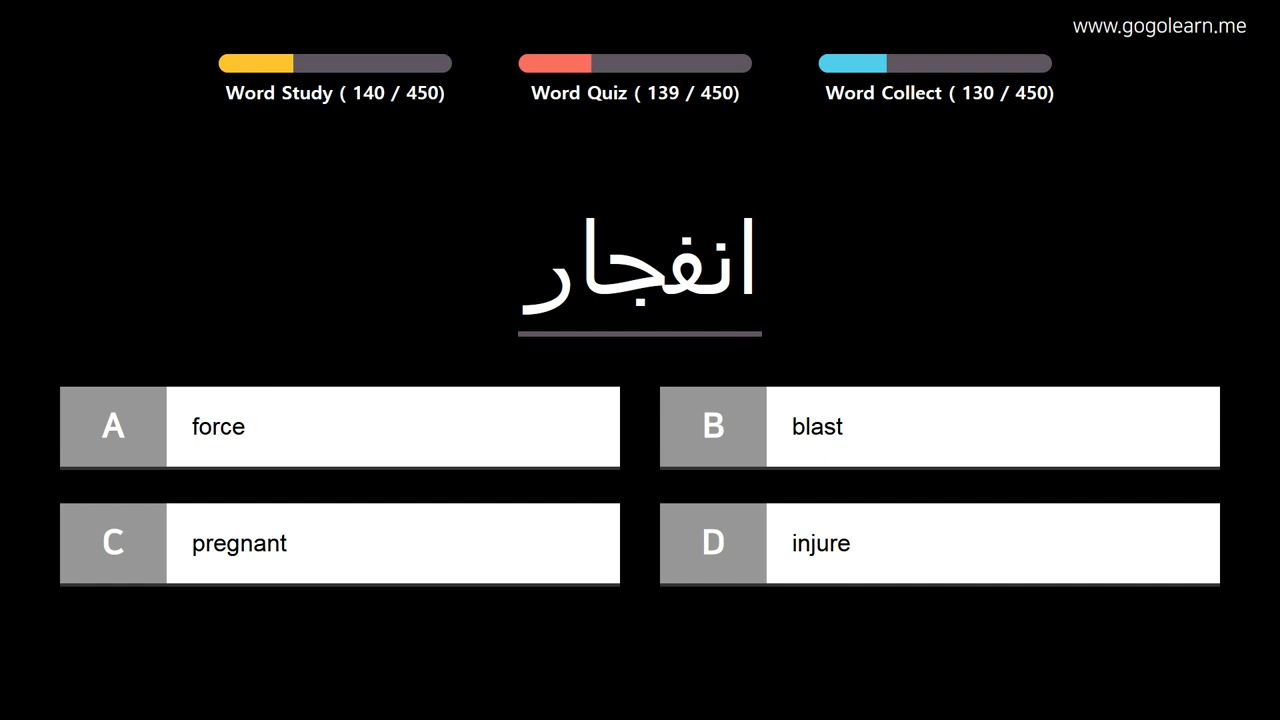 www.gogolearn.me
Word Study ( 140 / 450)
Word Quiz ( 139 / 450)
Word Collect ( 130 / 450)
انفجار
A force
B blast
C pregnant
D injure